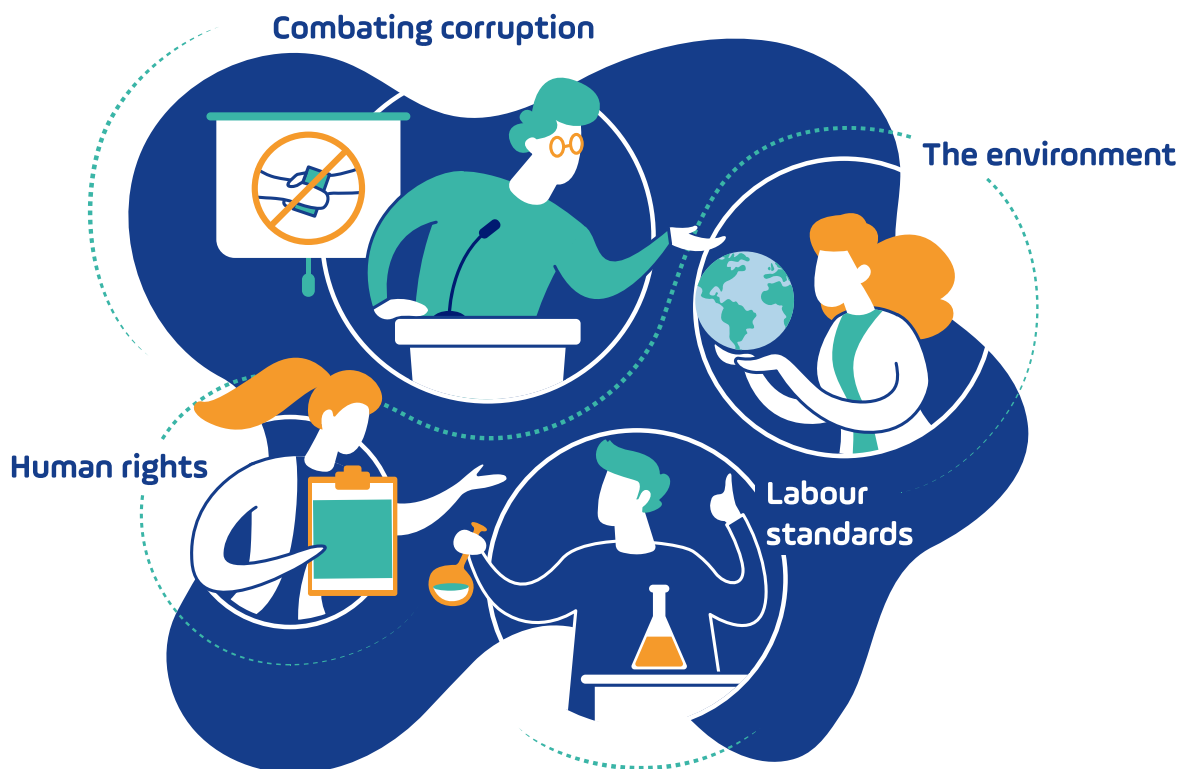 Combating corruption
The environment
Human rights
Labour
standards